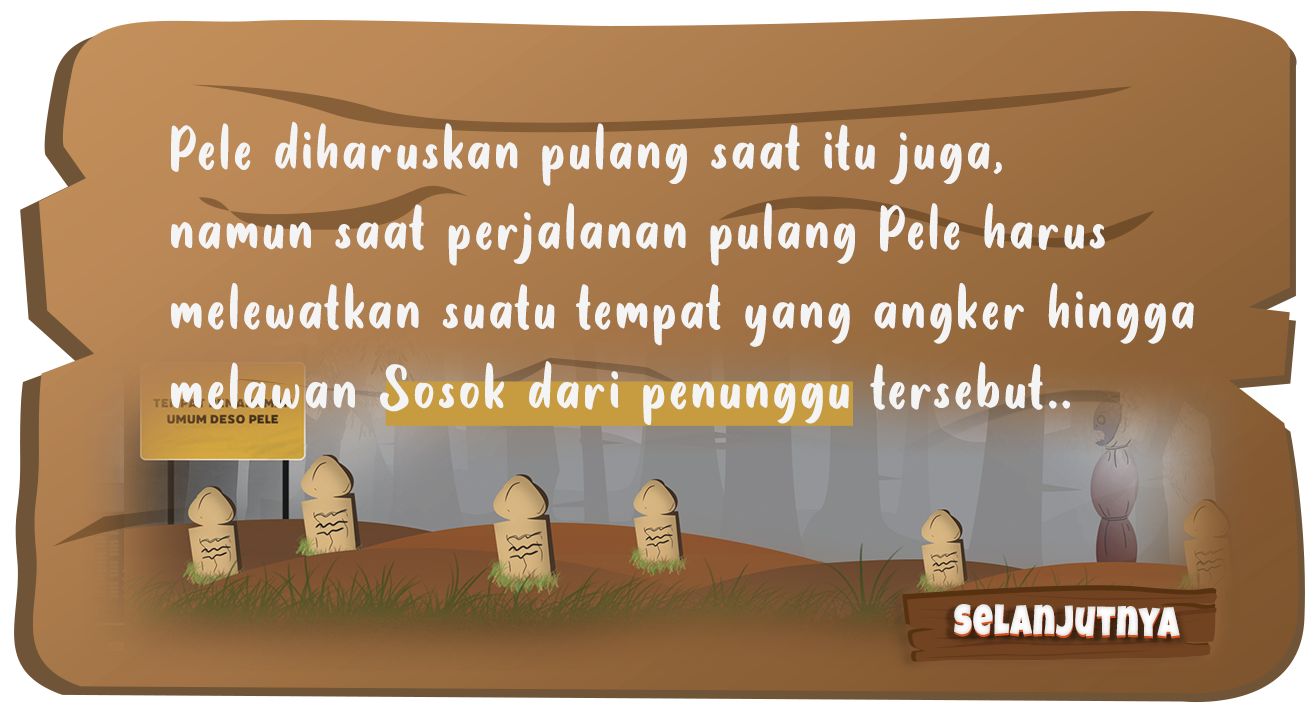 Pele diharuskan pulang saat itu juga,
namun saat perjalanan pulang Pele harus
melewatkan suatu tempat yang angker hingga
melawan Sosok dari penunggu tersebut..
UMUM DESO PELE
SELANJUTNYA